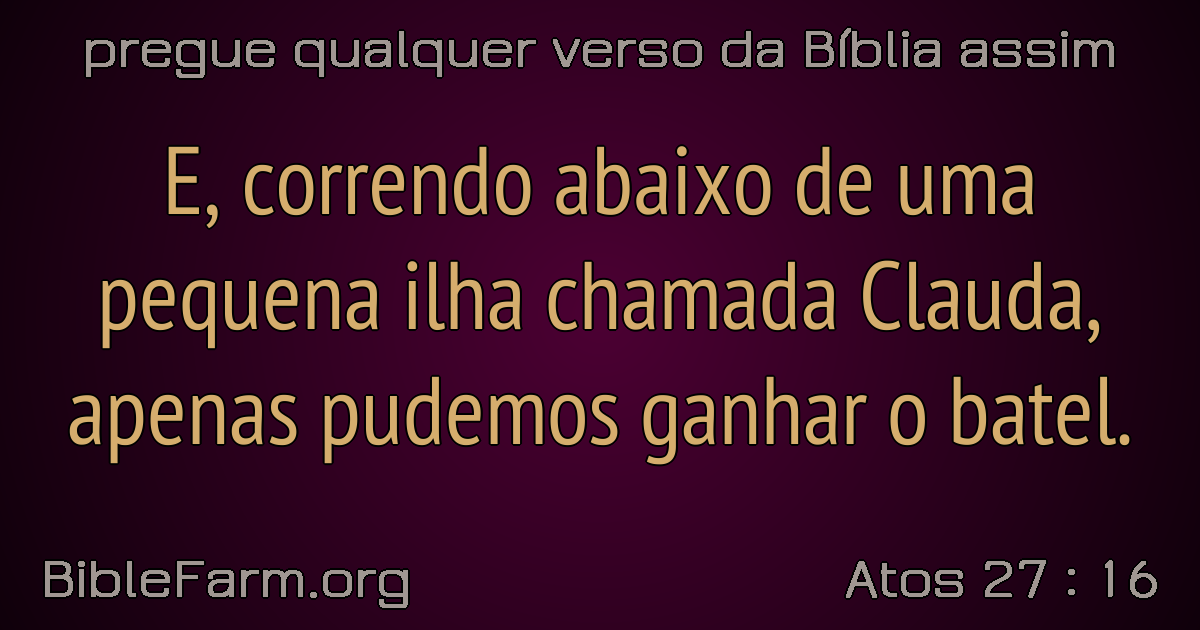 pregue qualquer verso da Bíblia assim
E, correndo abaixo de uma
pequena ilha chamada Clauda,
apenas pudemos ganhar o batel.
BibleFarm.org
Atos 27 : 16